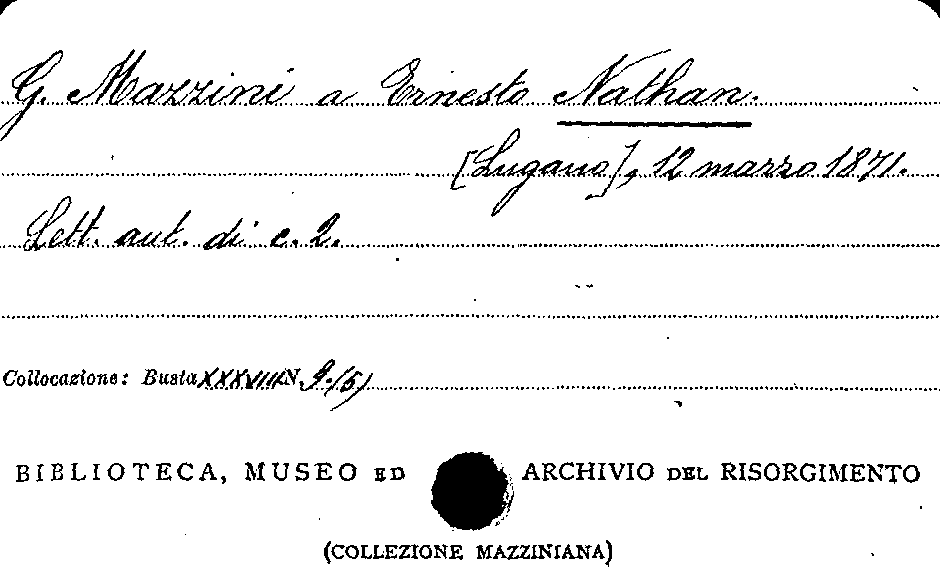 G. Mazzini a Ernesto Nathan.
[Lugano], 12 marzo 1871.
Lett. aut. di c. 2.
Collocazione: Busta XXXVIII N. 9.(5)
BIBLIOTECA, MUSEO ED ARCHIVIO DEL RISORGIMENTO
(COLLEZIONE MAZZINIANA)